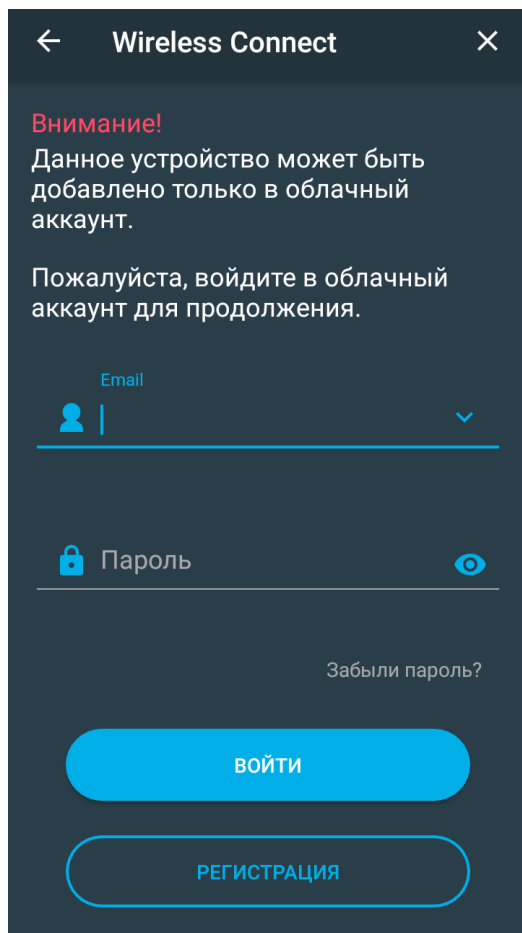 Wireless Connect
Внимание!
Данное устройство может быть
добавлено только в облачный
аккаунт.
Пожалуйста, войдите в облачный
аккаунт для продолжения.
Email
Пароль
Забыли пароль?
ВОЙТИ
РЕГИСТРАЦИЯ